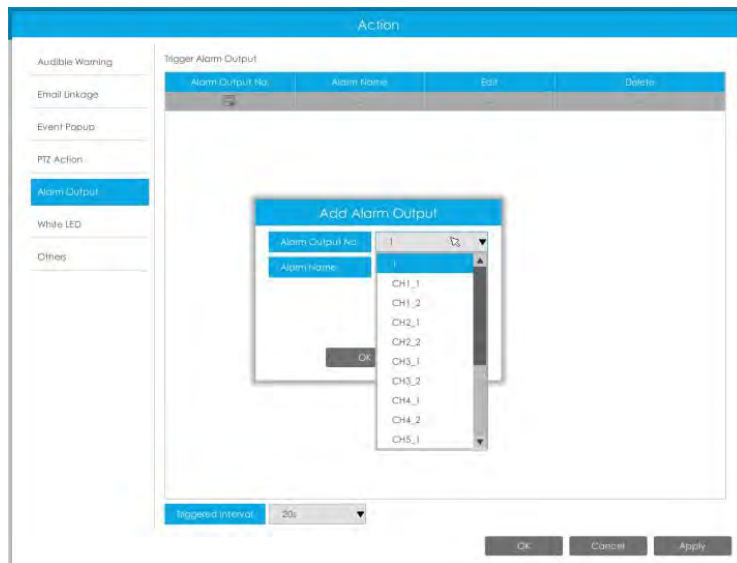 Action
Audible Warning
Email Linkage
Event Popup
PTZ Action
Alarm Output
White LED
Others
Trigger Alarm Output
Alarm Output No. Alarm Name Edit Delete
Add Alarm Output
Alarm Output No. 1
Alarm Name
1
CH1_1
CH1_2
CH2_1
CH2_2
CH3_1
CH3_2
CH4_1
CH4_2
CH5_1
OK
Triggered Interval 20s
OK Cancel Apply